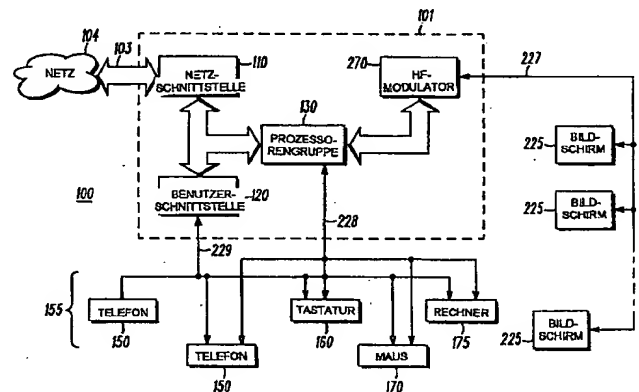 101
104
103
NETZ
110
NETZ-
SCHNITTSTELLE
270
HF-
MODULATOR
227
130
PROZESSO-
RENGRUPPE
225
BILD-
SCHIRM
100
BENUTZER-
SCHNITTSTELLE
120
228
225
BILD-
SCHIRM
229
155
TELEFON
150
TASTATUR
160
RECHNER
175
225
BILD-
SCHIRM
TELEFON
150
MAUS
170